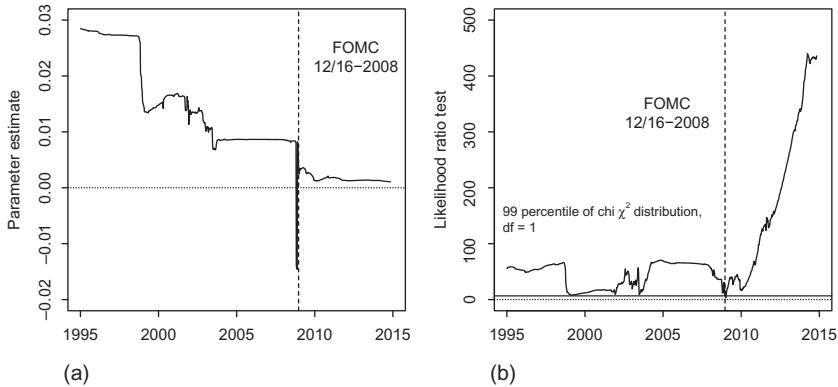 0.03
0.02
0.01
0.00
−0.01
−0.02
Parameter estimate
FOMC
12/16−2008
1995 2000 2005 2010 2015
(a)
500
400
300
200
100
0
Likelihood ratio test
FOMC
12/16−2008
99 percentile of chi χ² distribution,
df = 1
1995 2000 2005 2010 2015
(b)